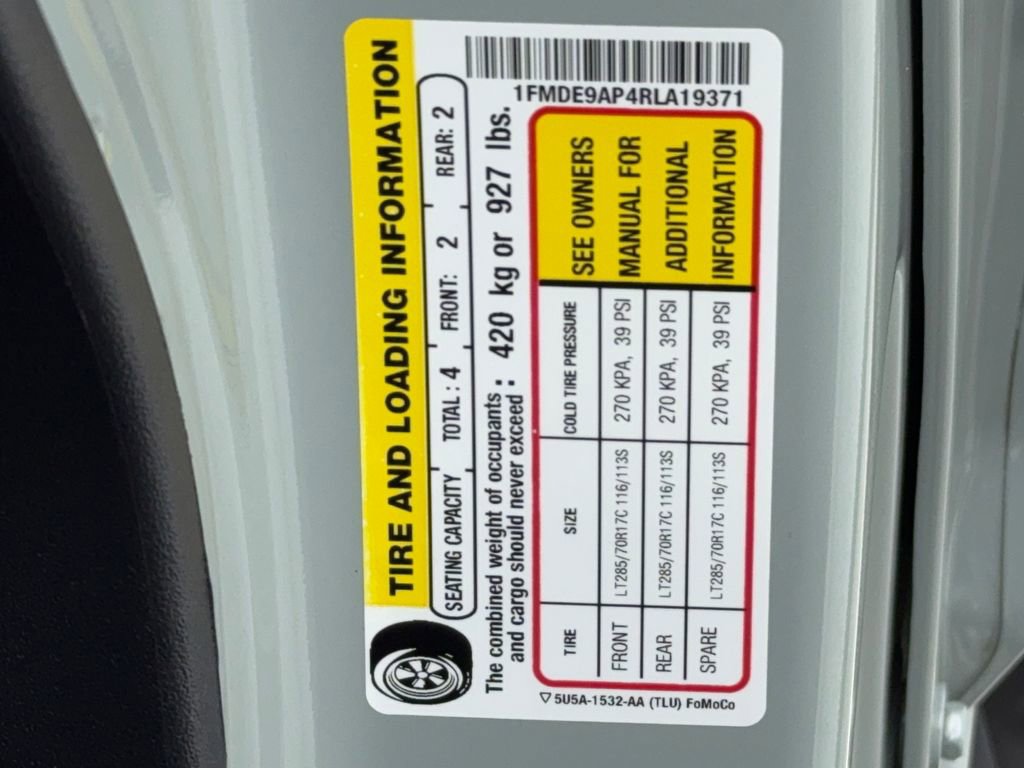 TIRE AND LOADING INFORMATION
SEATING CAPACITY TOTAL : 4 FRONT: 2 REAR: 2
The combined weight of occupants
and cargo should never exceed : 420 kg or 927 lbs.
TIRE SIZE COLD TIRE PRESSURE
FRONT LT285/70R17C 116/113S 270 KPA, 39 PSI
REAR LT285/70R17C 116/113S 270 KPA, 39 PSI
SPARE LT285/70R17C 116/113S 270 KPA, 39 PSI
SEE OWNERS
MANUAL FOR
ADDITIONAL
INFORMATION
5U5A-1532-AA (TLU) FoMoCo
1FMDE9AP4RLA19371